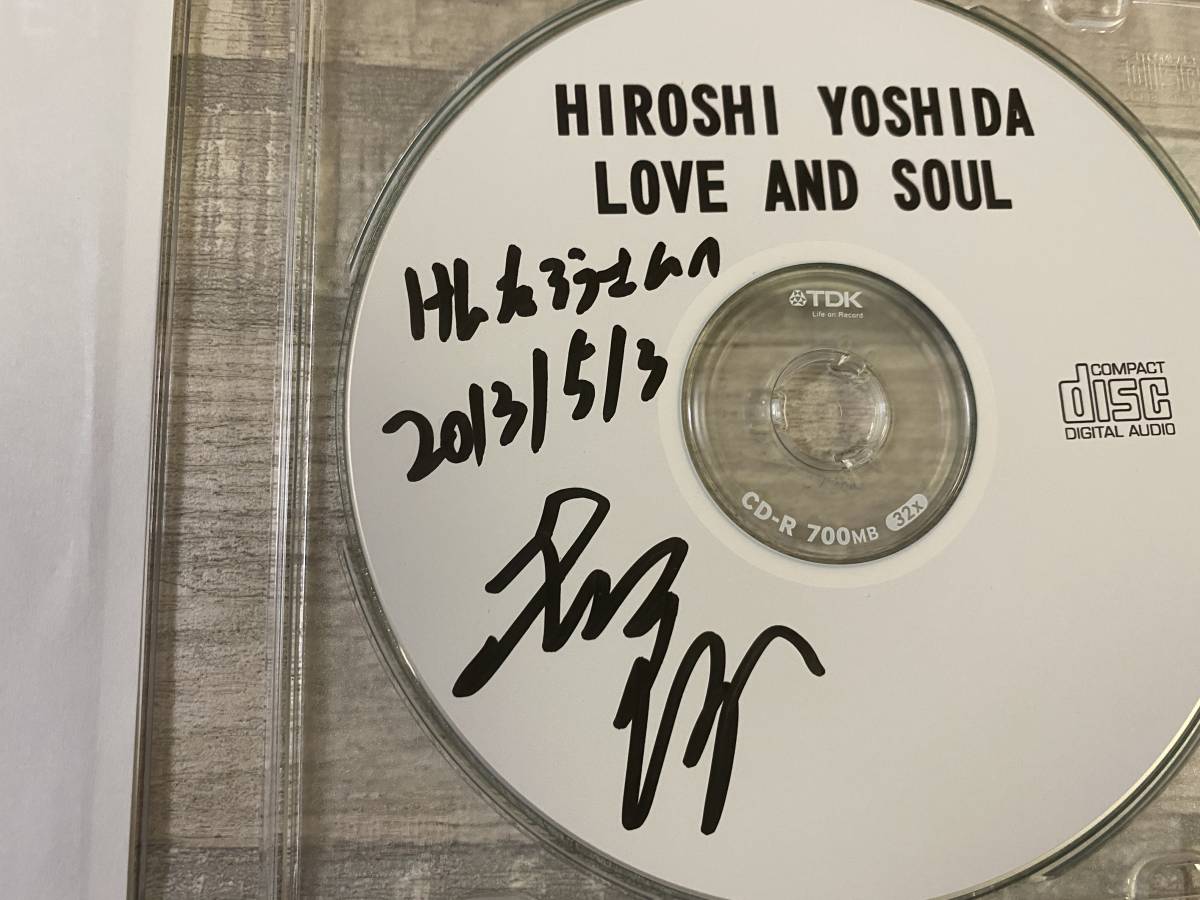 HIROSHI YOSHIDA
LOVE AND SOUL
2013/5/3
TDK
Life on Record
COMPACT
disc
DIGITAL AUDIO
CD-R 700MB 32x